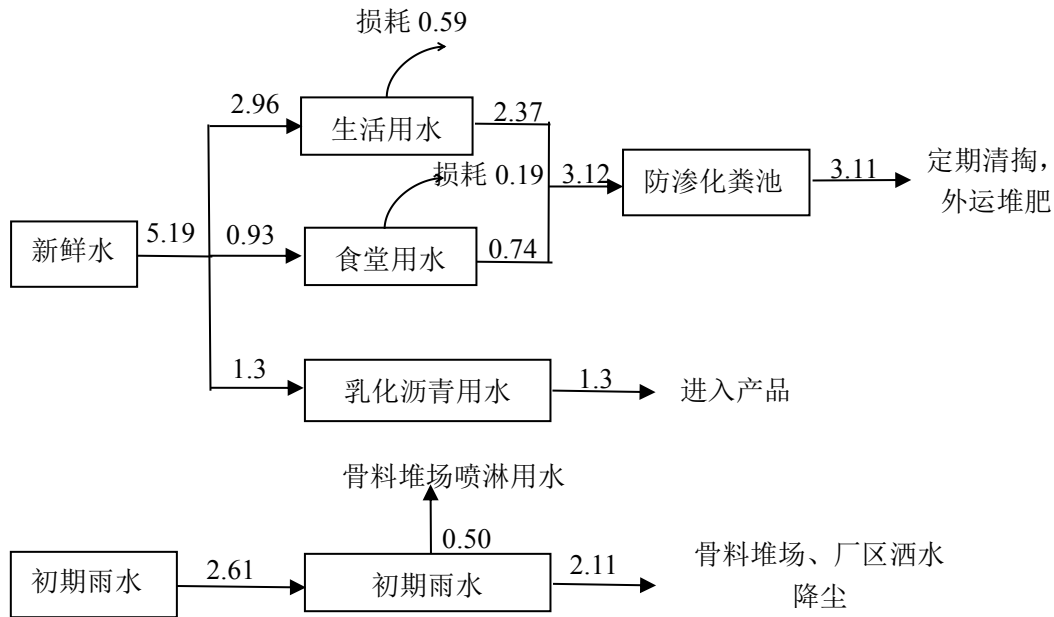 损耗 0.59
2.96
生活用水
2.37
损耗 0.19
3.12
防渗化粪池
3.11
定期清掏，
外运堆肥
新鲜水
5.19
0.93
食堂用水
0.74
1.3
乳化沥青用水
1.3
进入产品
骨料堆场喷淋用水
0.50
初期雨水
2.61
初期雨水
2.11
骨料堆场、厂区洒水
降尘